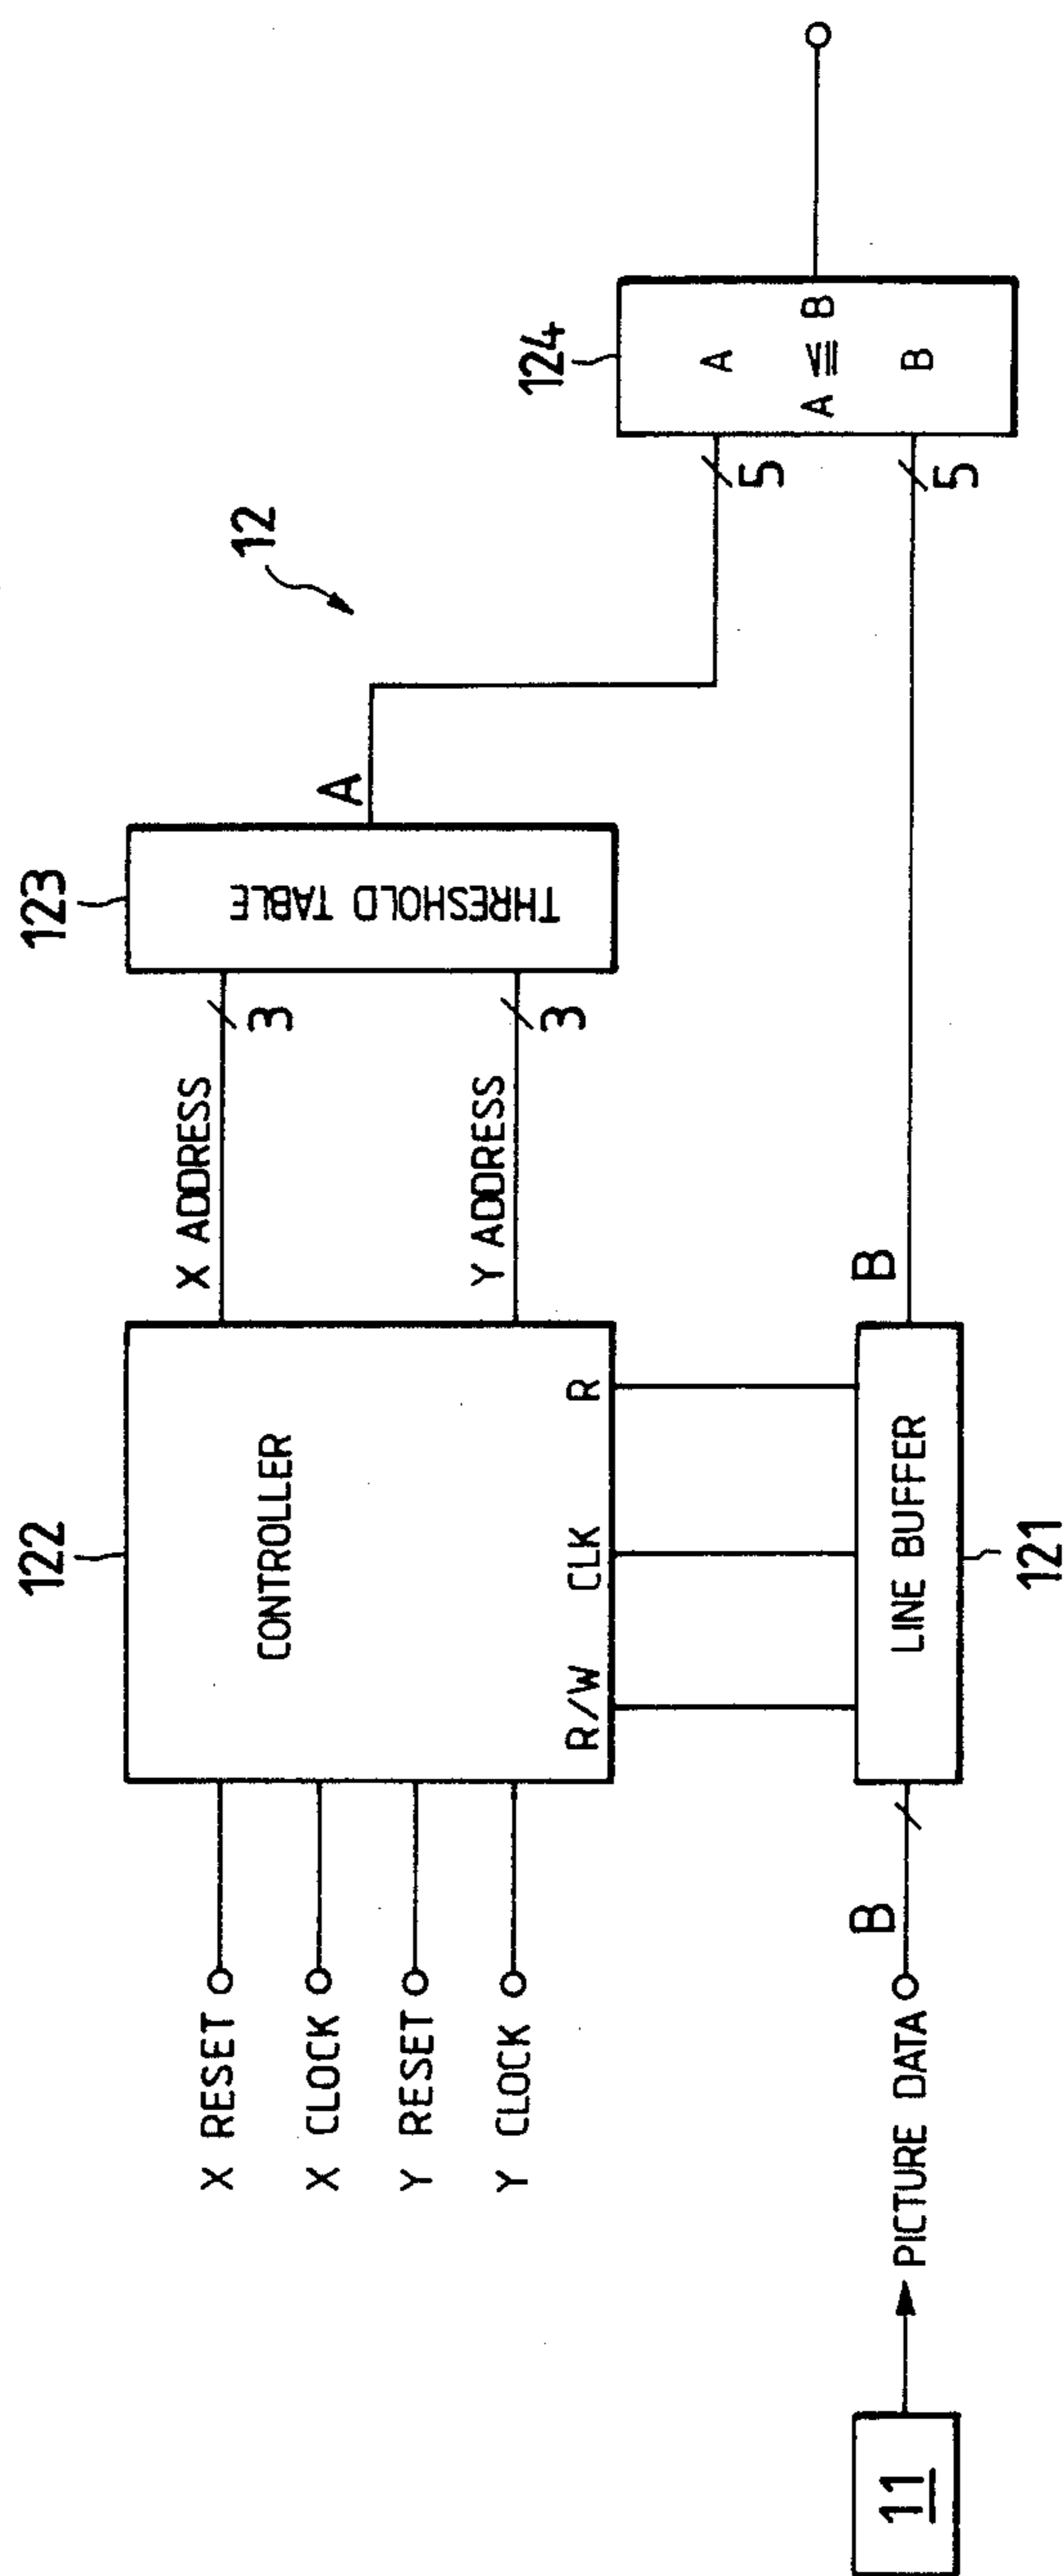 12
122
CONTROLLER
X RESET
X CLOCK
Y RESET
Y CLOCK
R/W
CLK
R
X ADDRESS
3
Y ADDRESS
3
123
THRESHOLD TABLE
A
5
124
A
A ≦ B
B
5
11
PICTURE DATA
B
LINE BUFFER
121
B